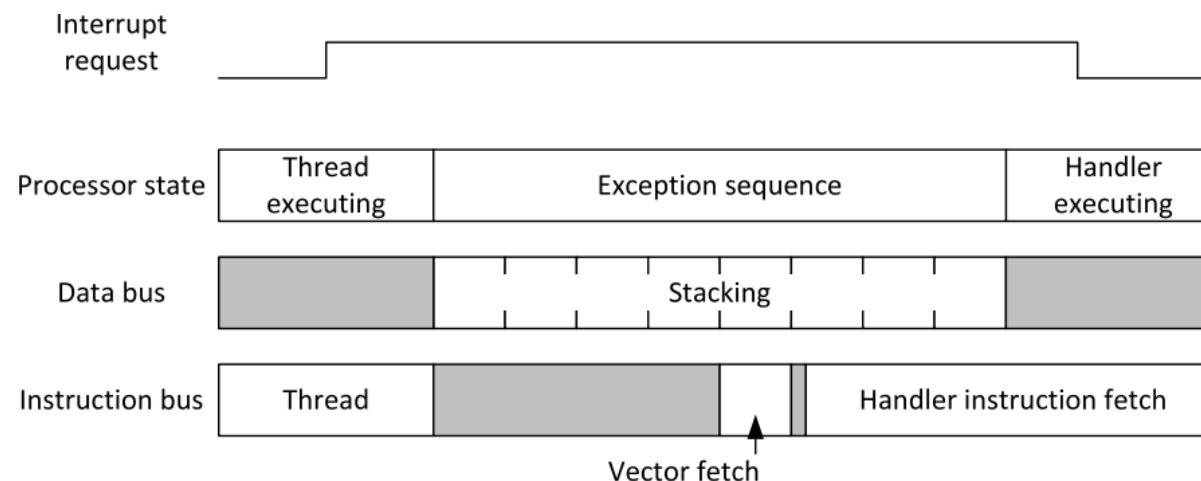 Interrupt
request
Processor state
Thread
executing
Exception sequence
Handler
executing
Data bus
Stacking
Instruction bus
Thread
Handler instruction fetch
Vector fetch